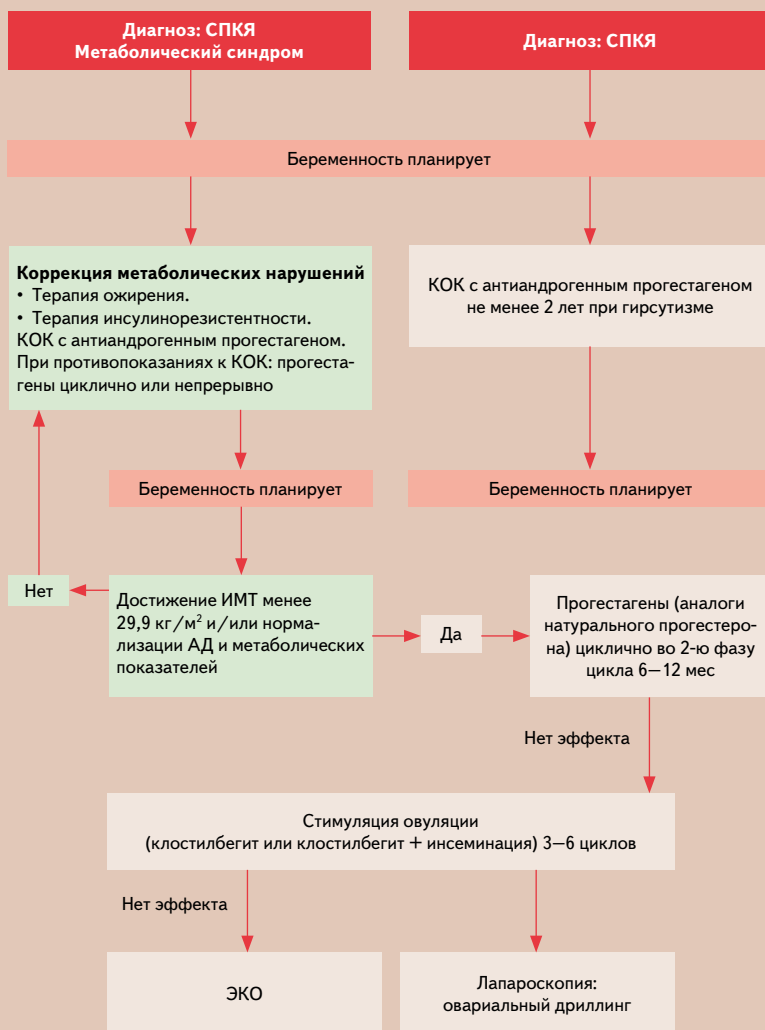 Диагноз: СПКЯ
Метаболический синдром
Диагноз: СПКЯ
Беременность планирует
Коррекция метаболических нарушений
• Терапия ожирения.
• Терапия инсулинорезистентности.
КОК с антиандрогенным прогестагеном.
При противопоказаниях к КОК: прогеста-
гены циклично или непрерывно
КОК с антиандрогенным прогестагеном
не менее 2 лет при гирсутизме
Беременность планирует
Беременность планирует
Нет
Достижение ИМТ менее
29,9 кг/м² и/или норма-
лизации АД и метаболических
показателей
Да
Прогестагены (аналоги
натурального прогестеро-
на) циклично во 2-ю фазу
цикла 6—12 мес
Нет эффекта
Стимуляция овуляции
(клостилбегит или клостилбегит + инсеминация) 3—6 циклов
Нет эффекта
ЭКО
Лапароскопия:
овариальный дриллинг